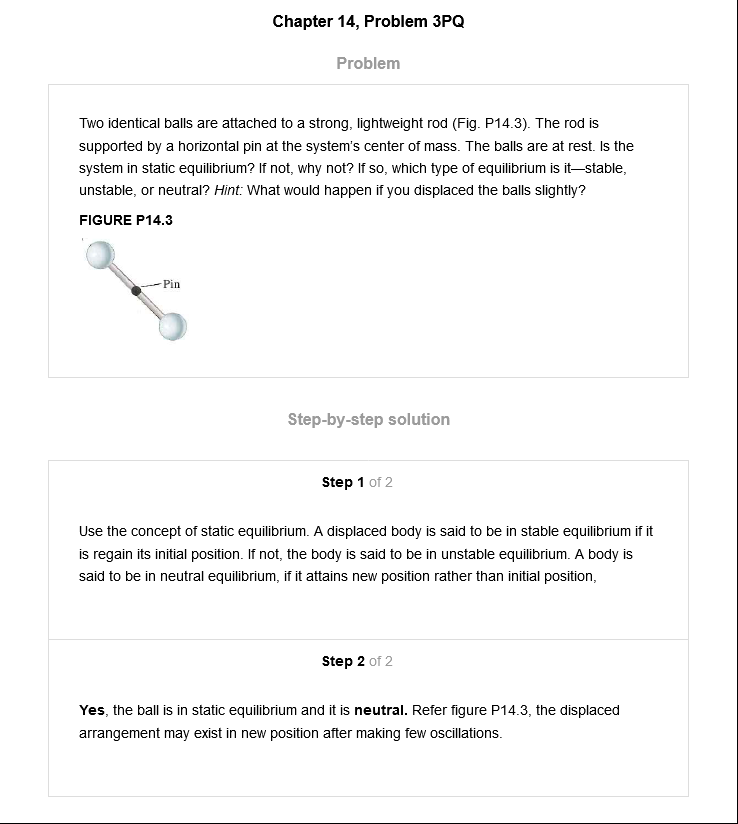 Chapter 14, Problem 3PQ
Problem
Two identical balls are attached to a strong, lightweight rod (Fig. P14.3). The rod is
supported by a horizontal pin at the system's center of mass. The balls are at rest. Is the
system in static equilibrium? If not, why not? If so, which type of equilibrium is it—stable,
unstable, or neutral? Hint: What would happen if you displaced the balls slightly?
FIGURE P14.3
Pin
Step-by-step solution
Step 1 of 2
Use the concept of static equilibrium. A displaced body is said to be in stable equilibrium if it
is regain its initial position. If not, the body is said to be in unstable equilibrium. A body is
said to be in neutral equilibrium, if it attains new position rather than initial position,
Step 2 of 2
Yes, the ball is in static equilibrium and it is neutral. Refer figure P14.3, the displaced
arrangement may exist in new position after making few oscillations.